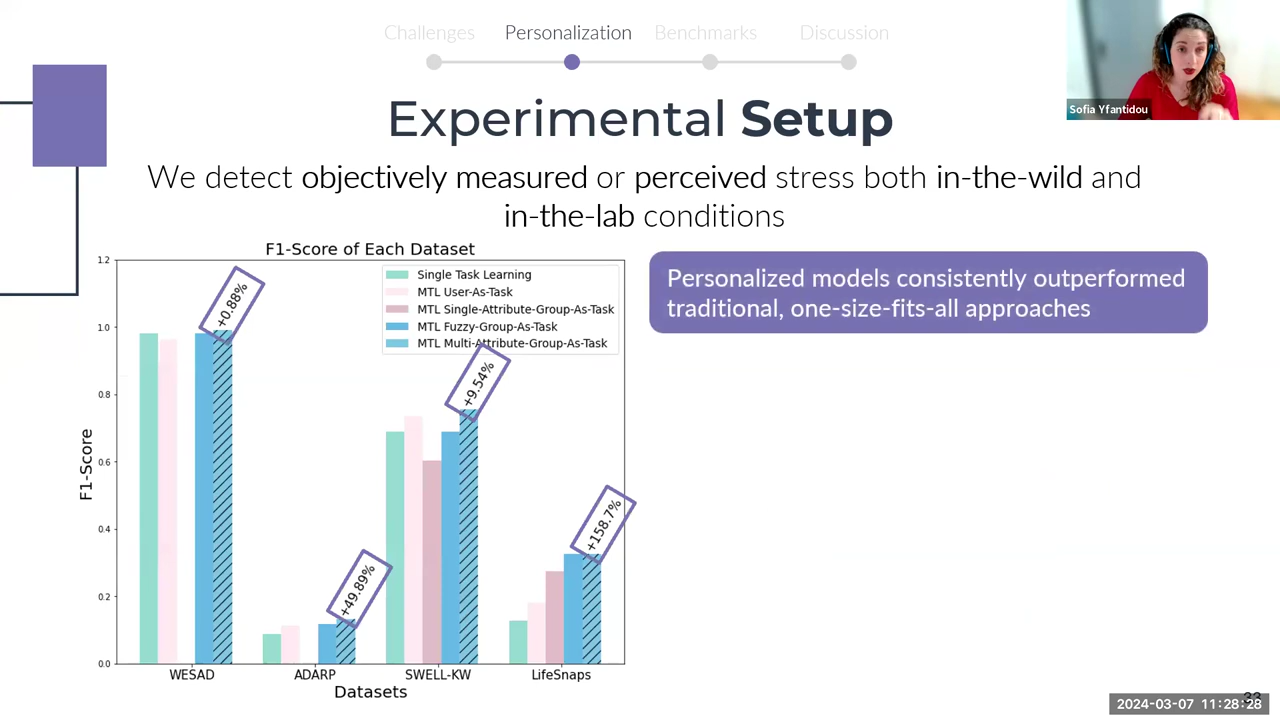 Challenges Personalization Benchmarks Discussion
Sofia Yfantidou
Experimental Setup
We detect objectively measured or perceived stress both in-the-wild and
in-the-lab conditions
F1-Score of Each Dataset
Single Task Learning
MTL User-As-Task
MTL Single-Attribute-Group-As-Task
MTL Fuzzy-Group-As-Task
MTL Multi-Attribute-Group-As-Task
1.2
1.0
0.8
0.6
0.4
0.2
0.0
F1-Score
+0.88%
+49.89%
+9.54%
+158.7%
WESAD ADARP SWELL-KW LifeSnaps
Datasets
Personalized models consistently outperformed
traditional, one-size-fits-all approaches
33
2024-03-07 11:28:28